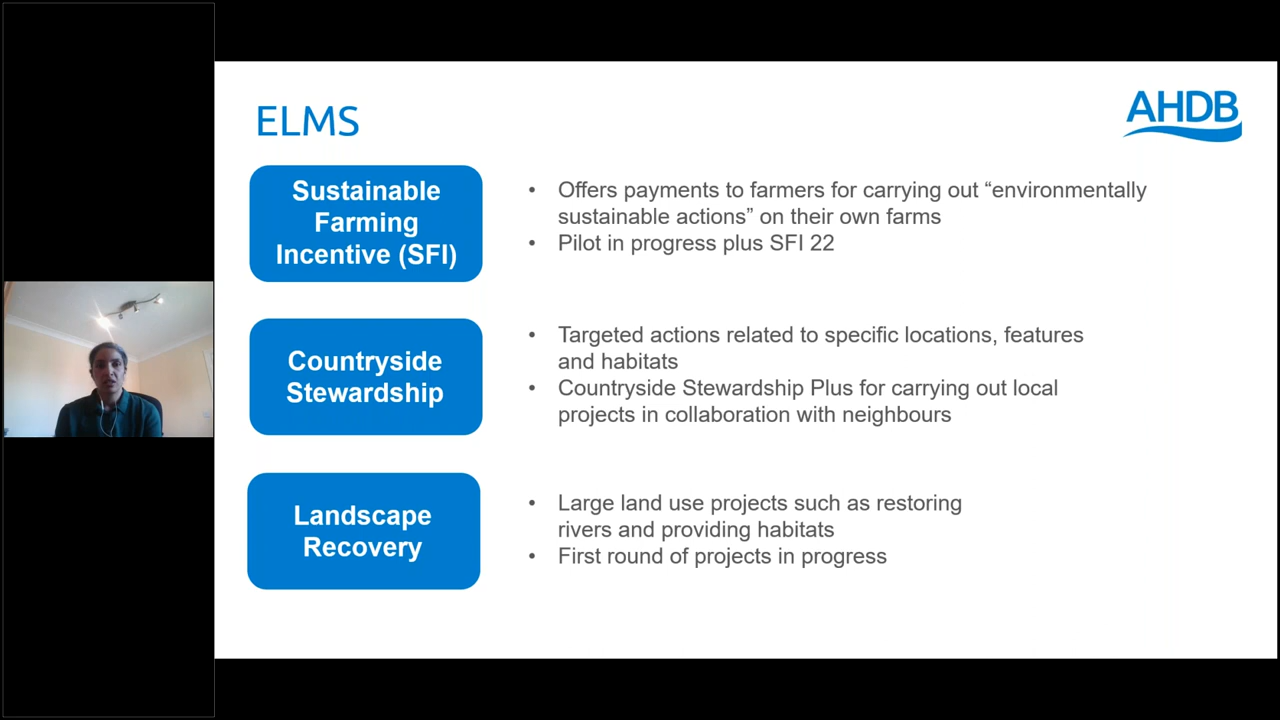 ELMS
AHDB
Sustainable
Farming
Incentive (SFI)
• Offers payments to farmers for carrying out “environmentally
sustainable actions” on their own farms
• Pilot in progress plus SFI 22
Countryside
Stewardship
• Targeted actions related to specific locations, features
and habitats
• Countryside Stewardship Plus for carrying out local
projects in collaboration with neighbours
Landscape
Recovery
• Large land use projects such as restoring
rivers and providing habitats
• First round of projects in progress